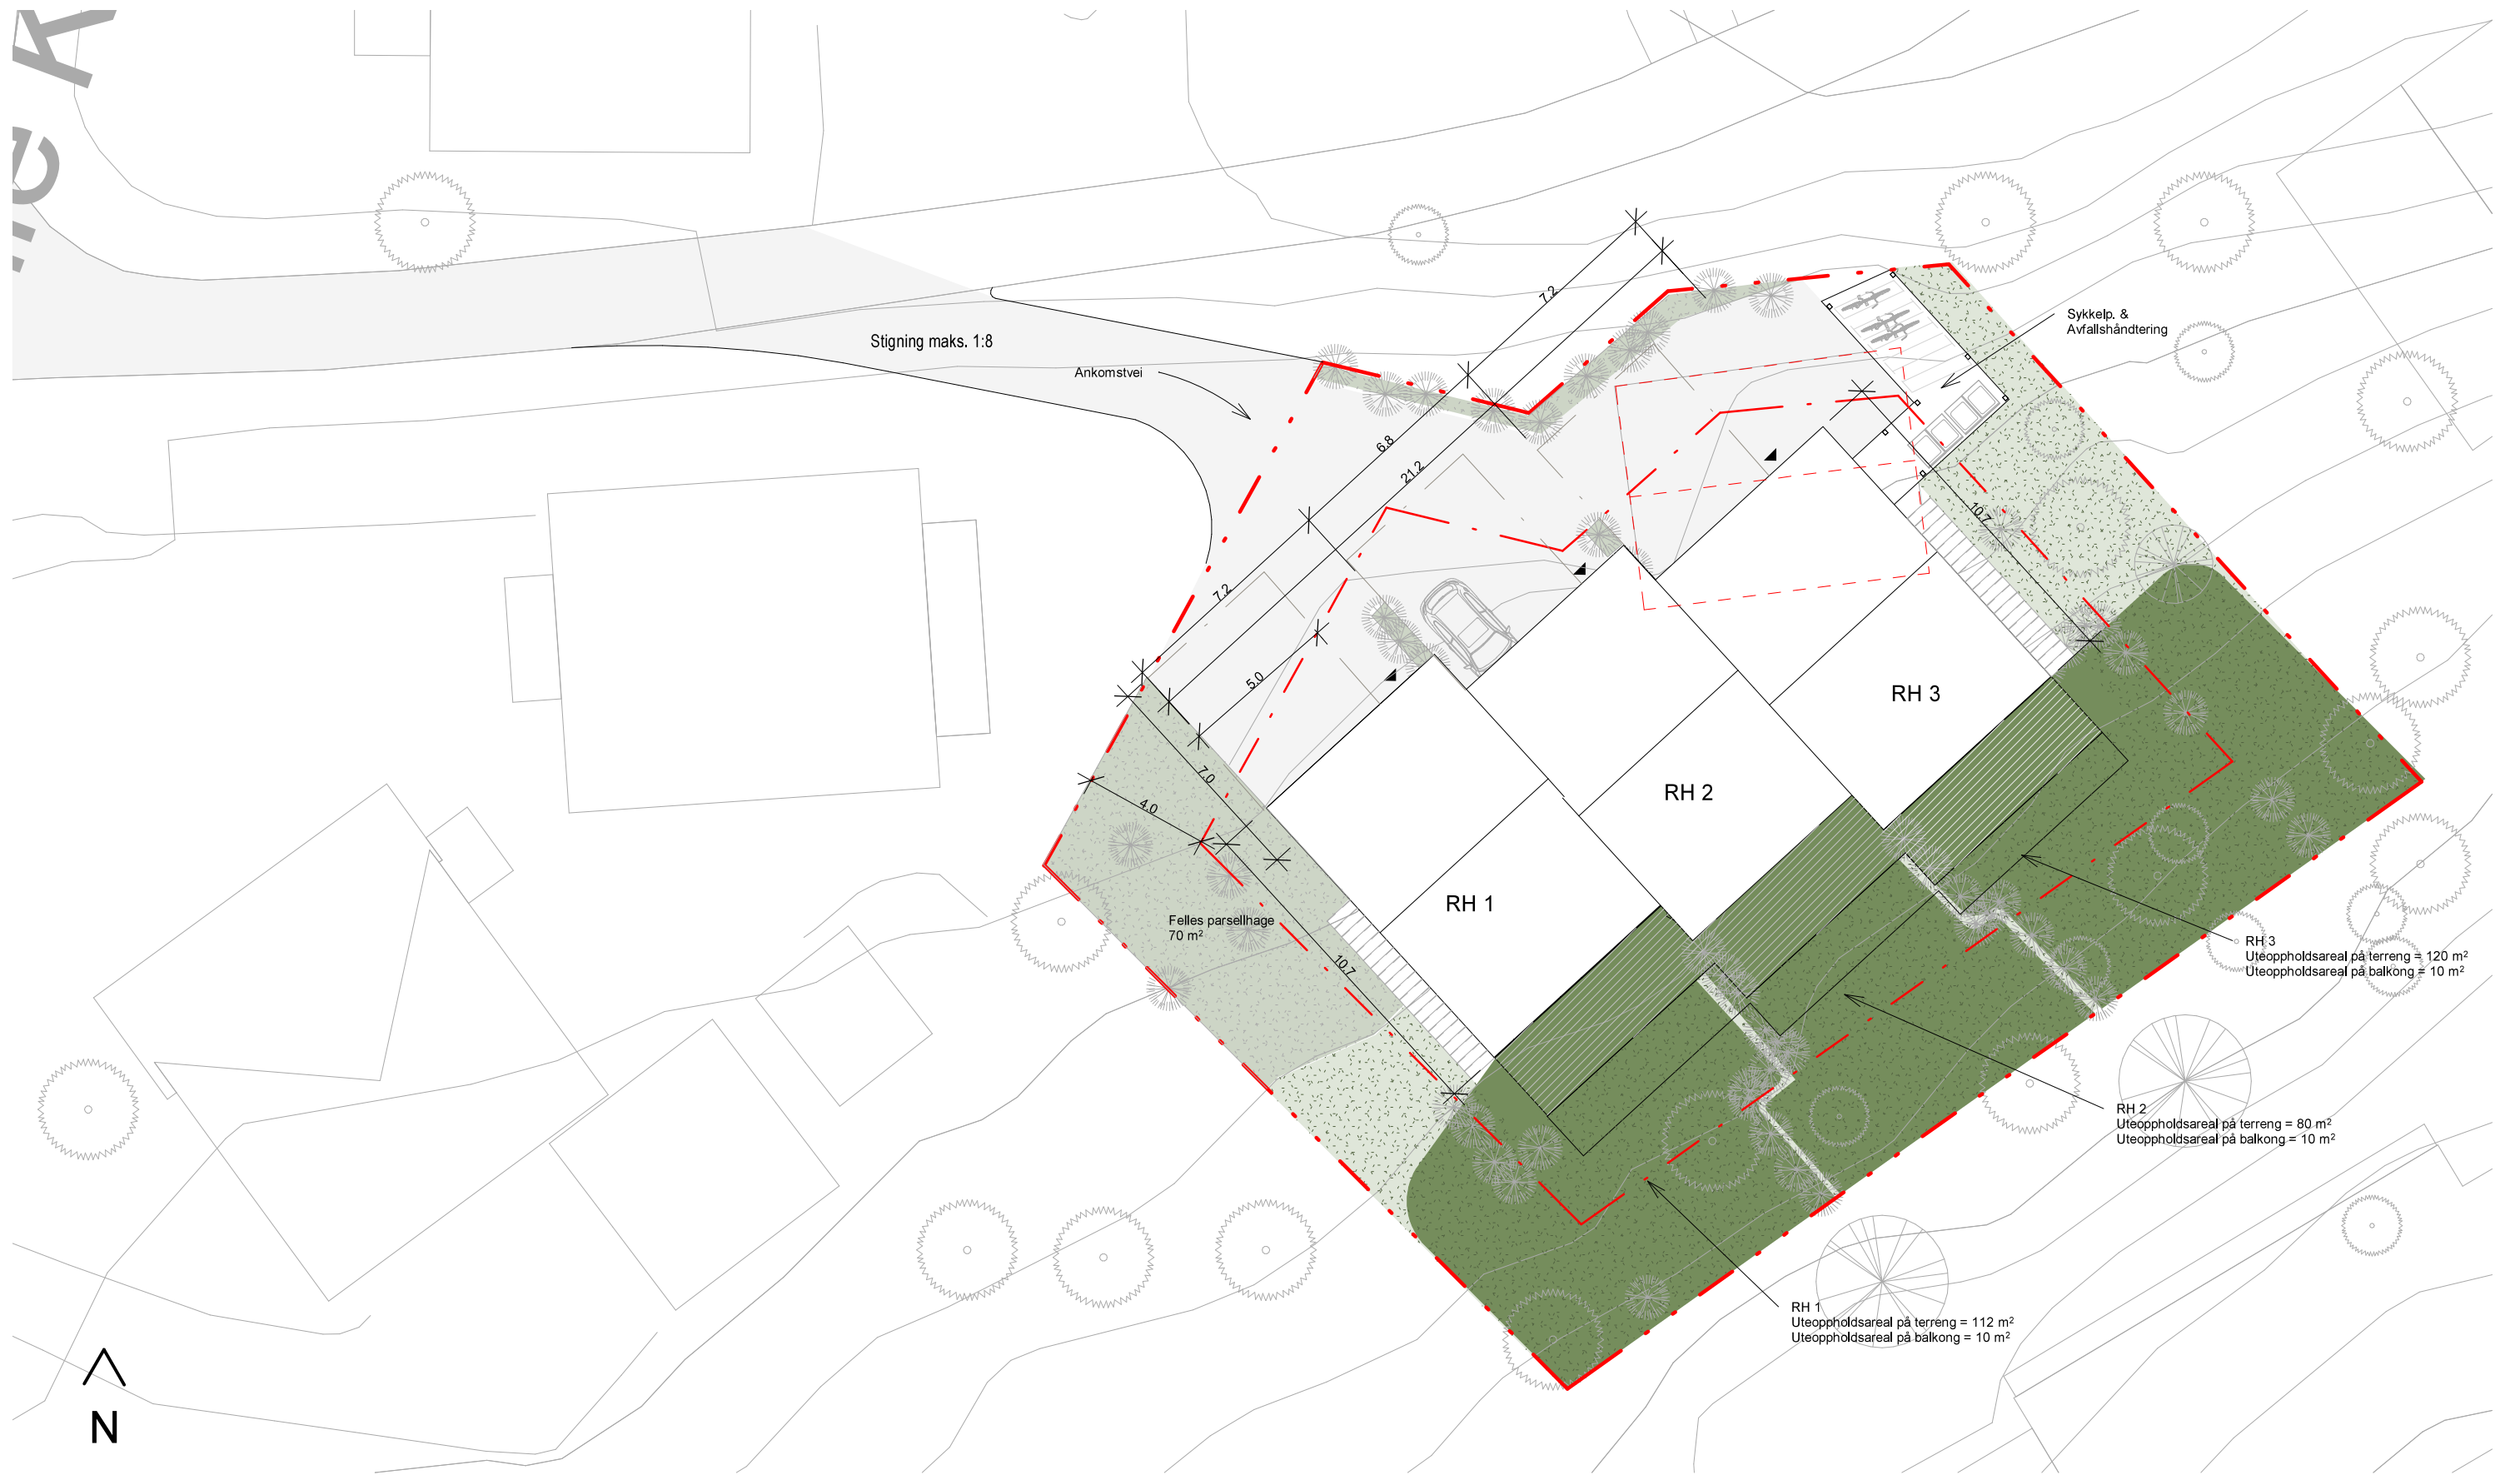 Stigning maks. 1:8
Ankomstvei
Sykkelp. &
Avfallshåndtering
7.2
6.8
21.2
7.2
5.0
7.0
4.0
10.7
10.7
RH 3
RH 2
RH 1
Felles parsellhage
70 m²
RH 3
Uteoppholdsareal på terreng = 120 m²
Uteoppholdsareal på balkong = 10 m²
RH 2
Uteoppholdsareal på terreng = 80 m²
Uteoppholdsareal på balkong = 10 m²
RH 1
Uteoppholdsareal på terreng = 112 m²
Uteoppholdsareal på balkong = 10 m²
N